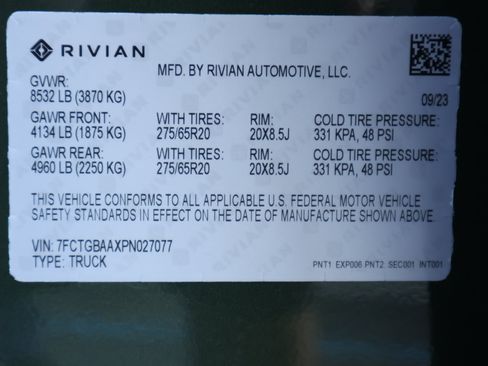 RIVIAN
MFD. BY RIVIAN AUTOMOTIVE, LLC.
GVWR:
8532 LB (3870 KG)
09/23
GAWR FRONT: WITH TIRES: RIM: COLD TIRE PRESSURE:
4134 LB (1875 KG) 275/65R20 20X8.5J 331 KPA, 48 PSI
GAWR REAR: WITH TIRES: RIM: COLD TIRE PRESSURE:
4960 LB (2250 KG) 275/65R20 20X8.5J 331 KPA, 48 PSI
THIS VEHICLE CONFORMS TO ALL APPLICABLE U.S. FEDERAL MOTOR VEHICLE
SAFETY STANDARDS IN EFFECT ON THE DATE OF MANUFACTURE SHOWN ABOVE.
VIN: 7FCTGBAAXPN027077
TYPE: TRUCK
PNT1: EXP006 PNT2: SEC001 INT001